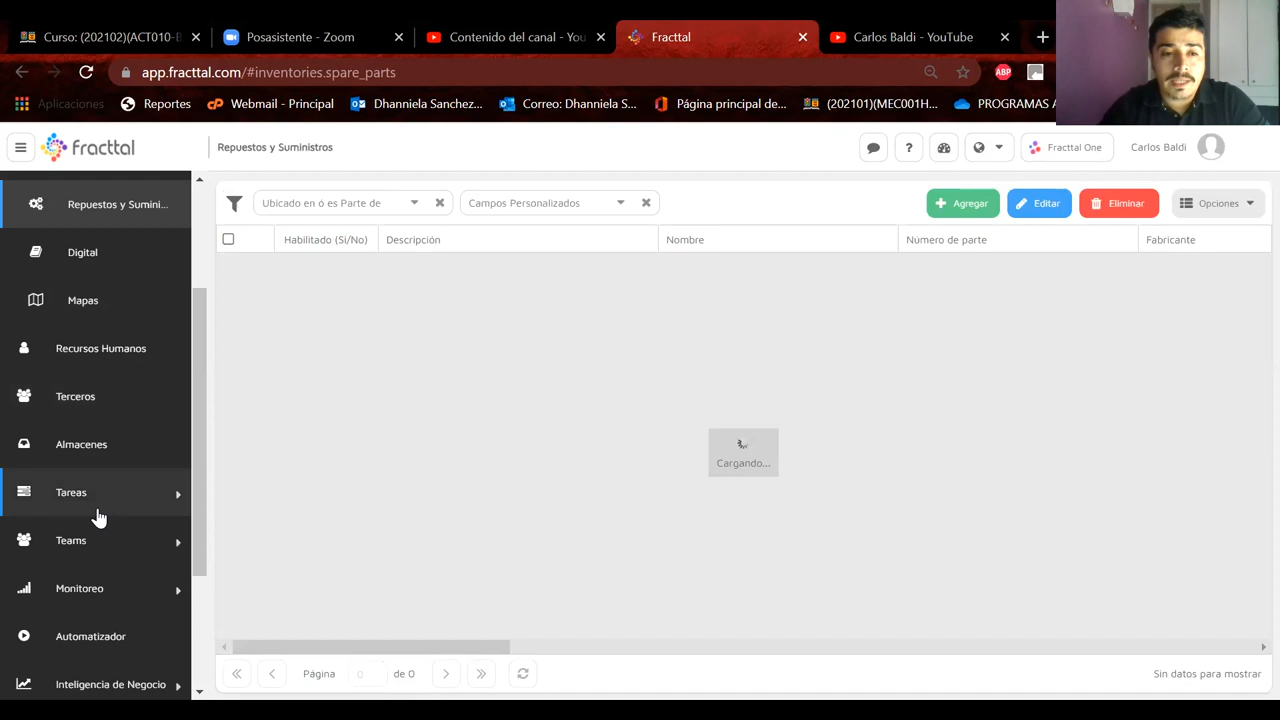 Curso: (202102)(ACT010-B
Posasistente - Zoom
Contenido del canal - You
Fracttal
Carlos Baldi - YouTube
app.fracttal.com/#inventories.spare_parts
ABP
Aplicaciones
Reportes
Webmail - Principal
Dhanniela Sanchez...
Correo: Dhanniela S...
Página principal de...
(202101)(MEC001H...
PROGRAMAS A
fracttal
Repuestos y Suministros
Fracttal One
Carlos Baldi
Repuestos y Sumini...
Digital
Mapas
Recursos Humanos
Terceros
Almacenes
Tareas
Teams
Monitoreo
Automatizador
Inteligencia de Negocio
Ubicado en ó es Parte de
Campos Personalizados
Agregar
Editar
Eliminar
Opciones
Habilitado (Si/No)
Descripción
Nombre
Número de parte
Fabricante
Cargando...
Página
0
de 0
Sin datos para mostrar